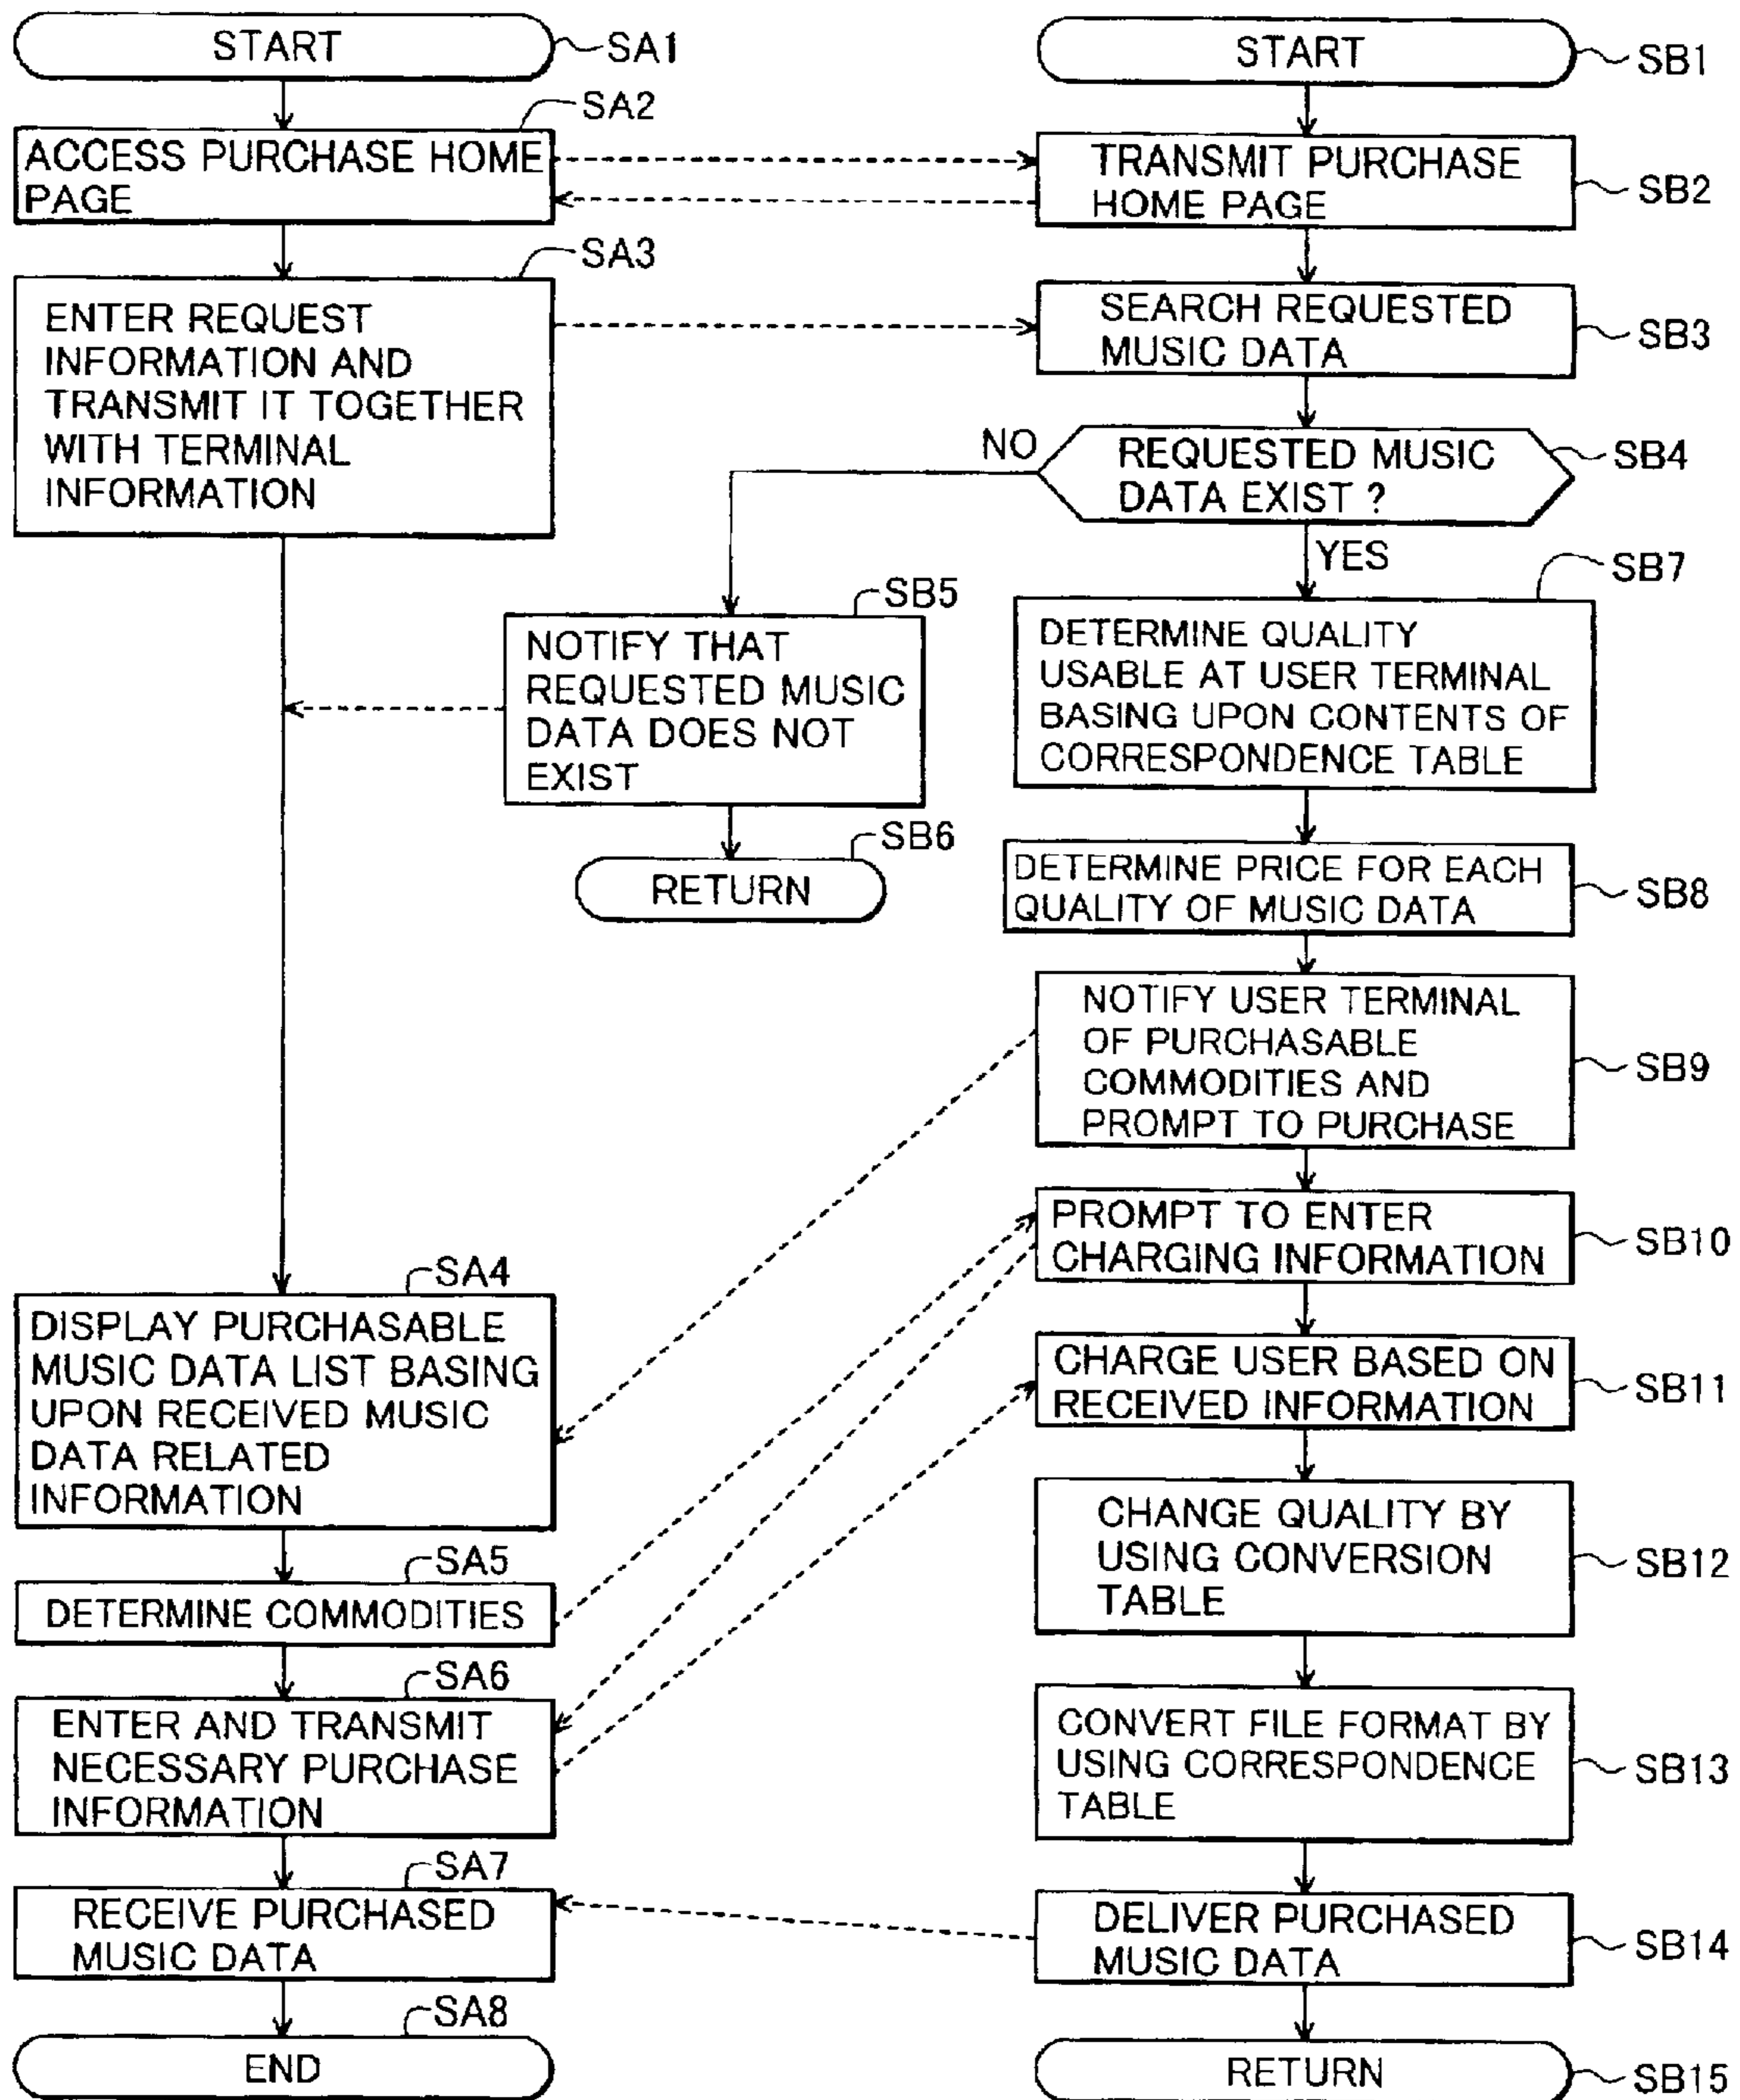 START
SA1
SA2
ACCESS PURCHASE HOME
PAGE
SA3
ENTER REQUEST
INFORMATION AND
TRANSMIT IT TOGETHER
WITH TERMINAL
INFORMATION
SA4
DISPLAY PURCHASABLE
MUSIC DATA LIST BASING
UPON RECEIVED MUSIC
DATA RELATED
INFORMATION
SA5
DETERMINE COMMODITIES
SA6
ENTER AND TRANSMIT
NECESSARY PURCHASE
INFORMATION
SA7
RECEIVE PURCHASED
MUSIC DATA
SA8
END
START
SB1
TRANSMIT PURCHASE
HOME PAGE
SB2
SEARCH REQUESTED
MUSIC DATA
SB3
NO
REQUESTED MUSIC
DATA EXIST ?
SB4
YES
SB5
NOTIFY THAT
REQUESTED MUSIC
DATA DOES NOT
EXIST
SB6
RETURN
SB7
DETERMINE QUALITY
USABLE AT USER TERMINAL
BASING UPON CONTENTS OF
CORRESPONDENCE TABLE
DETERMINE PRICE FOR EACH
QUALITY OF MUSIC DATA
SB8
NOTIFY USER TERMINAL
OF PURCHASABLE
COMMODITIES AND
PROMPT TO PURCHASE
SB9
PROMPT TO ENTER
CHARGING INFORMATION
SB10
CHARGE USER BASED ON
RECEIVED INFORMATION
SB11
CHANGE QUALITY BY
USING CONVERSION
TABLE
SB12
CONVERT FILE FORMAT BY
USING CORRESPONDENCE
TABLE
SB13
DELIVER PURCHASED
MUSIC DATA
SB14
RETURN
SB15